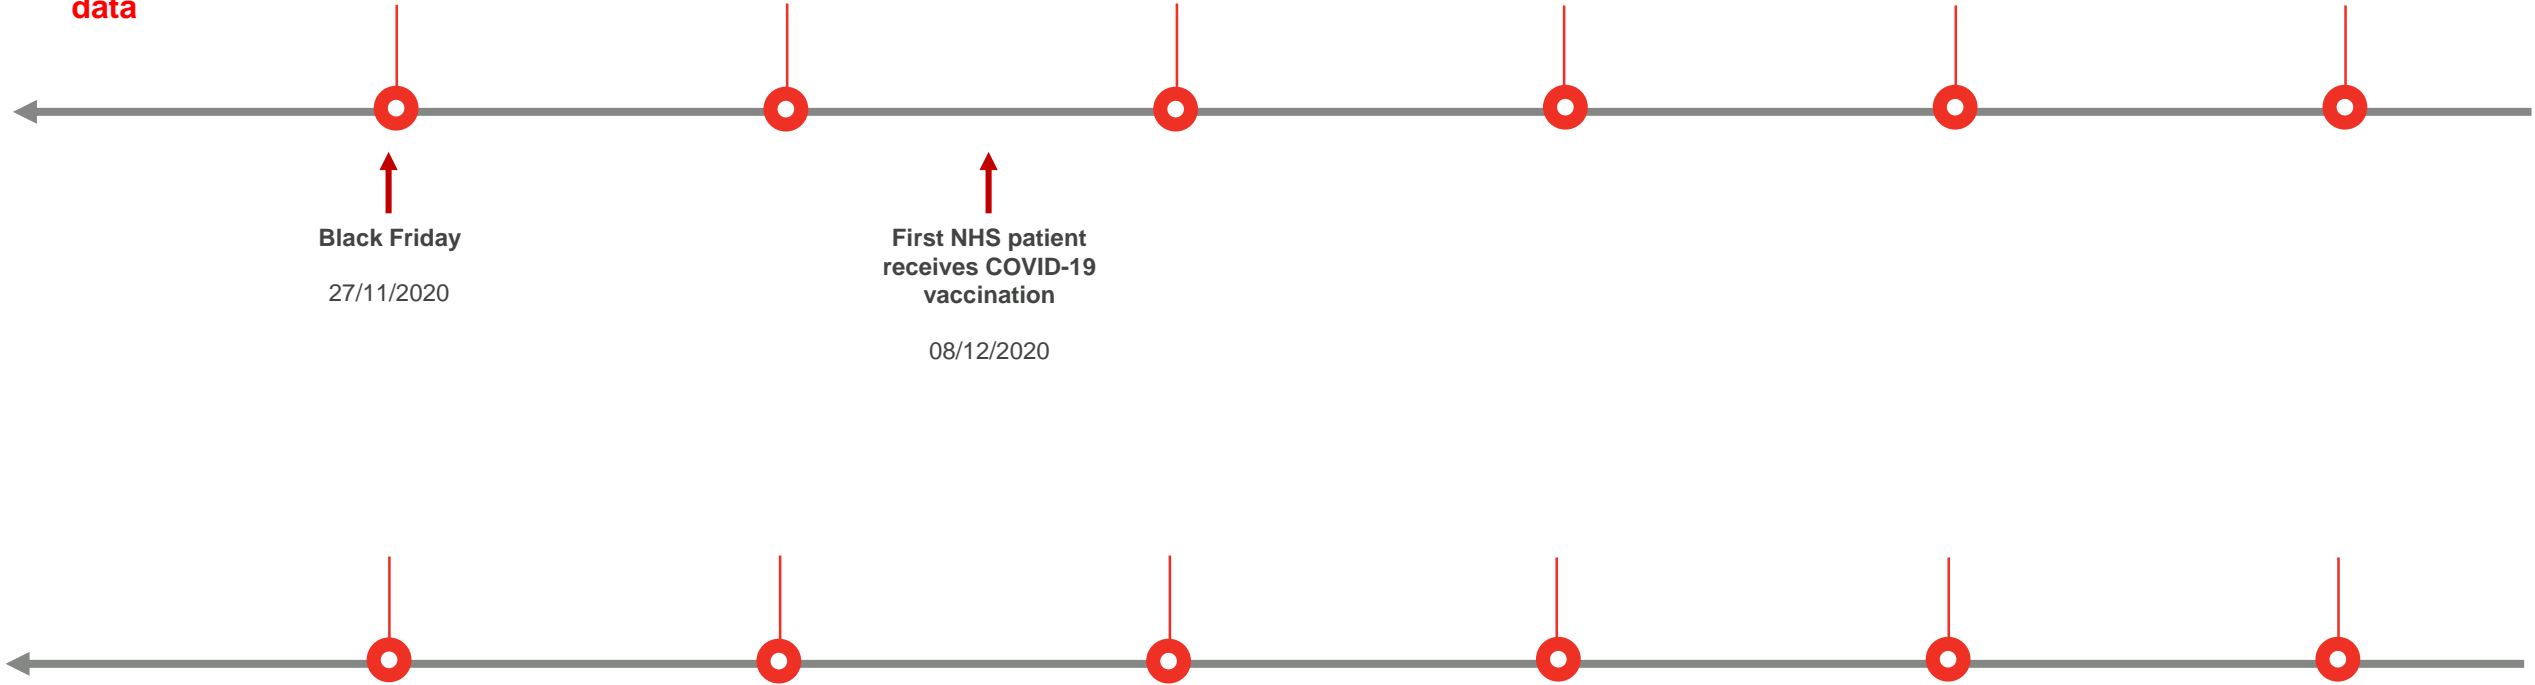 data
Black Friday
27/11/2020
First NHS patient
receives COVID-19
vaccination
08/12/2020